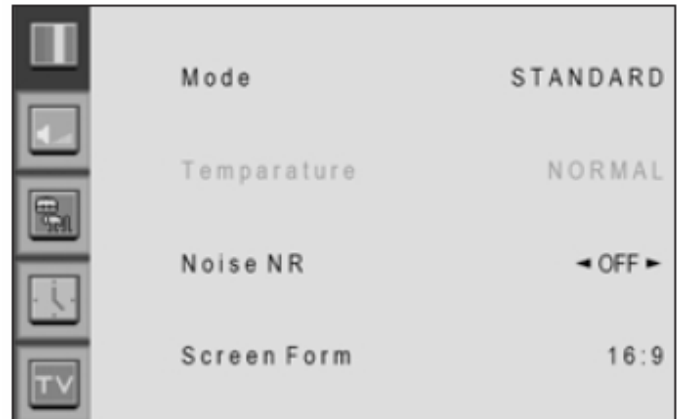 Mode STANDARD
Temparature NORMAL
Noise NR ◄ OFF ►
Screen Form 16:9
TV